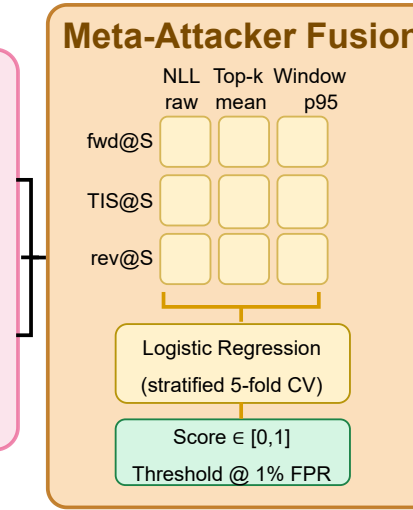 Meta-Attacker Fusion
NLL Top-k Window
raw mean p95
fwd@S
TIS@S
rev@S
Logistic Regression
(stratified 5-fold CV)
Score ∈ [0,1]
Threshold @ 1% FPR